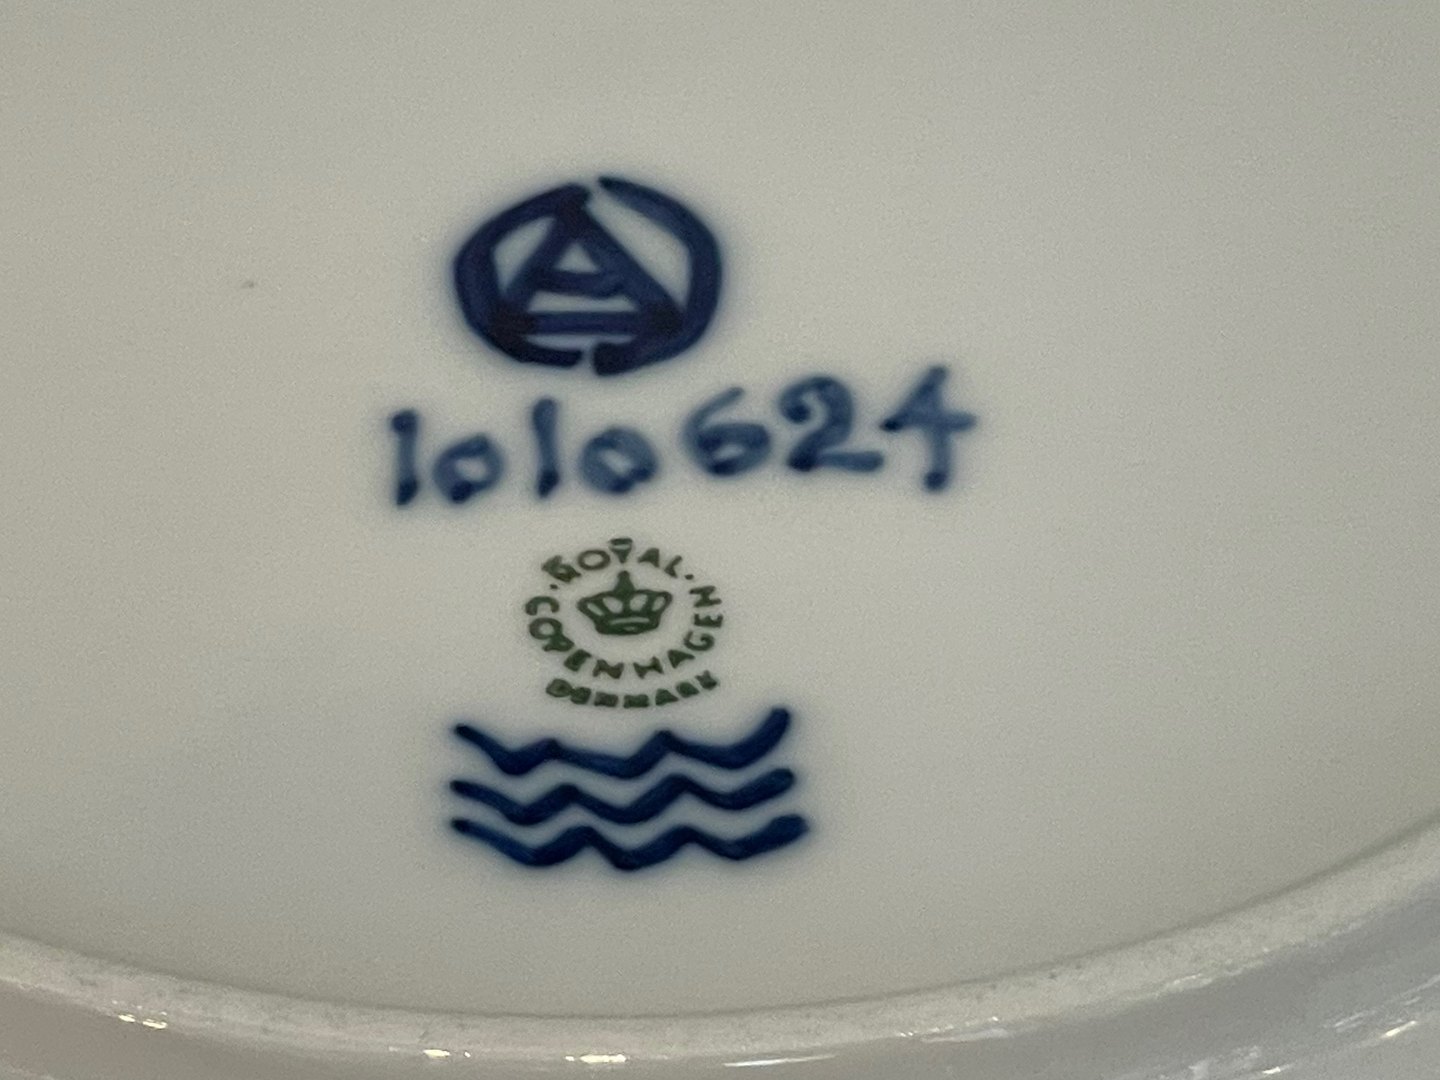 A
1010624
ROYAL
COPENHAGEN
DENMARK